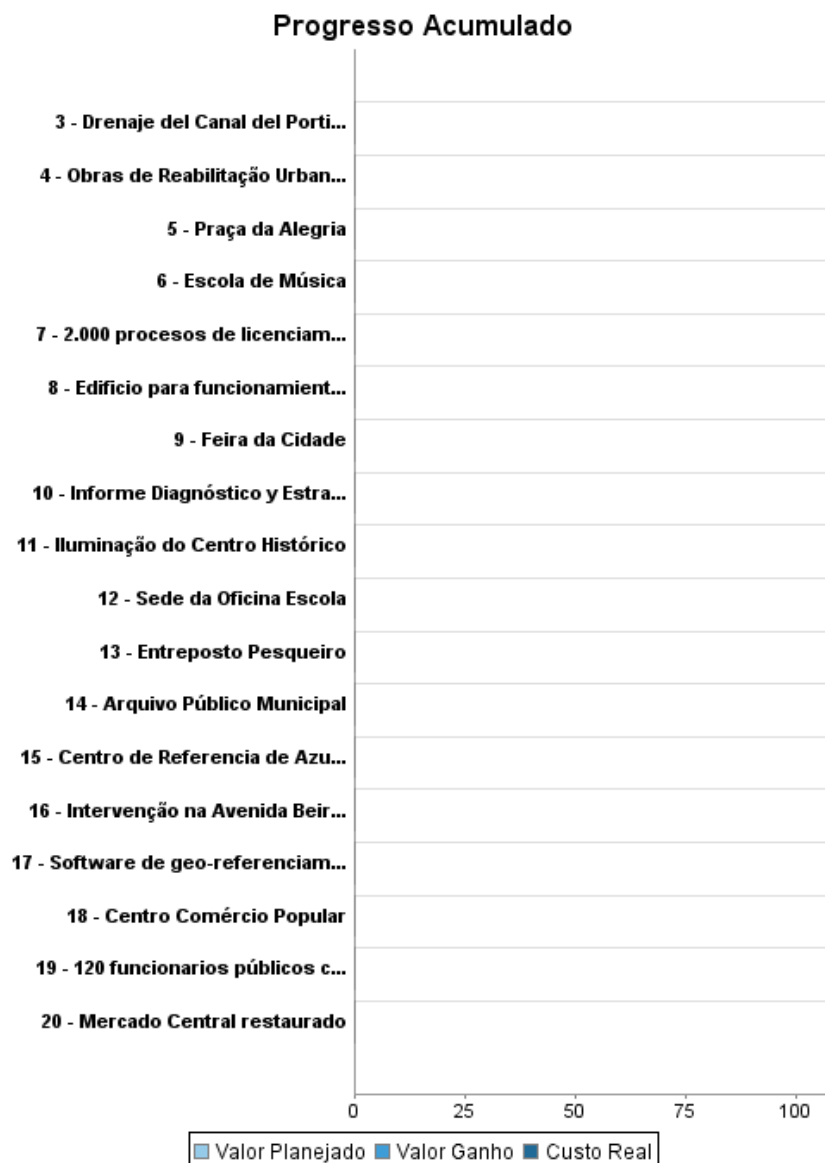 Progresso Acumulado
3 - Drenaje del Canal del Porti...
4 - Obras de Reabilitação Urban...
5 - Praça da Alegria
6 - Escola de Música
7 - 2.000 procesos de licenciam...
8 - Edificio para funcionamient...
9 - Feira da Cidade
10 - Informe Diagnóstico y Estra...
11 - Iluminação do Centro Histórico
12 - Sede da Oficina Escola
13 - Entreposto Pesqueiro
14 - Arquivo Público Municipal
15 - Centro de Referencia de Azu...
16 - Intervenção na Avenida Beir...
17 - Software de geo-referenciam...
18 - Centro Comércio Popular
19 - 120 funcionarios públicos c...
20 - Mercado Central restaurado
0 25 50 75 100
Valor Planejado Valor Ganho Custo Real